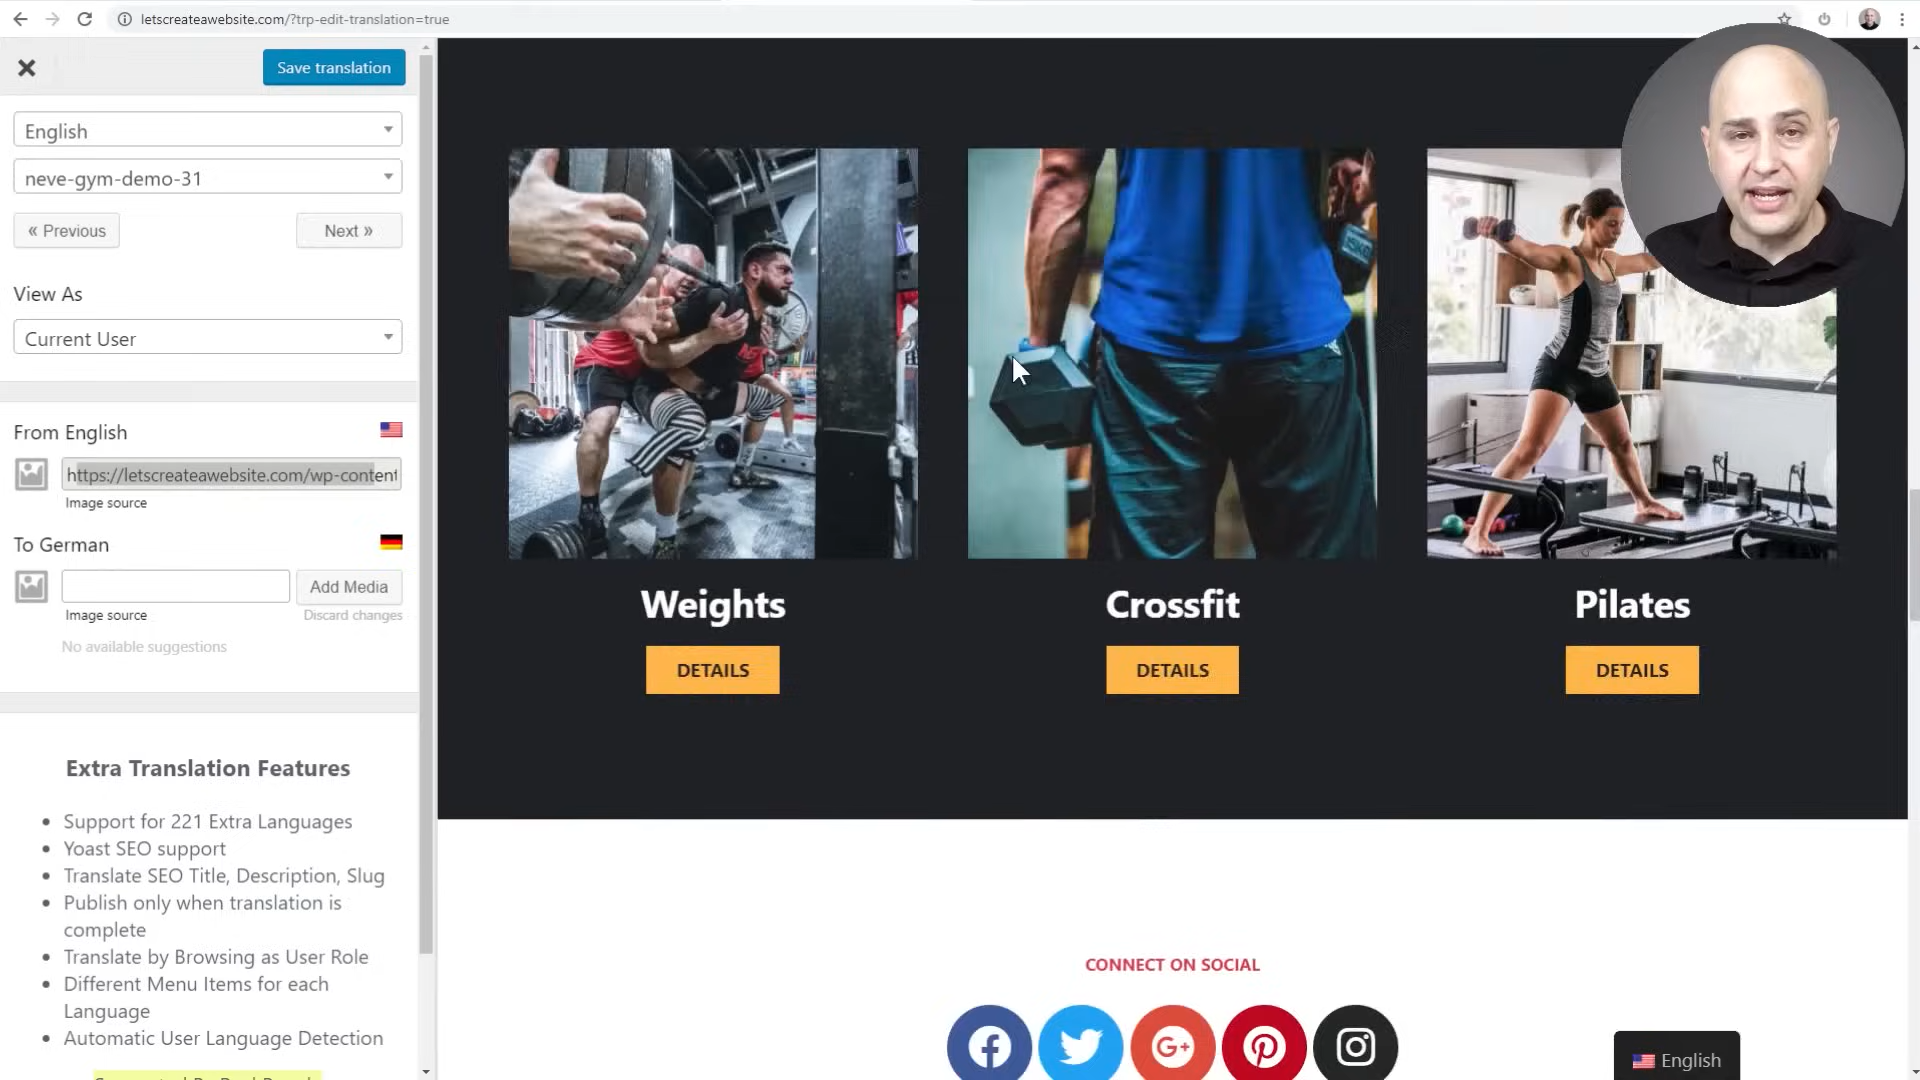 letscreateawebsite.com/?trp-edit-translation=true
Save translation
English
neve-gym-demo-31
« Previous
Next »
View As
Current User
From English
https://letscreateawebsite.com/wp-content
Image source
To German
Add Media
Image source
Discard changes
No available suggestions
Extra Translation Features
Support for 221 Extra Languages
Yoast SEO support
Translate SEO Title, Description, Slug
Publish only when translation is
complete
Translate by Browsing as User Role
Different Menu Items for each
Language
Automatic User Language Detection
Weights
Crossfit
Pilates
DETAILS
DETAILS
DETAILS
CONNECT ON SOCIAL
G+
English